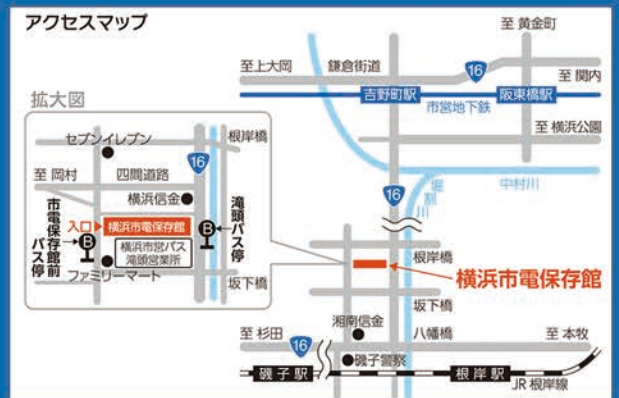 アクセスマップ
至 黄金町
至上大岡
鎌倉街道
16
至 関内
吉野町駅
阪東橋駅
市営地下鉄
至 横浜公園
中村川
堀割川
16
根岸橋
横浜市電保存館
坂下橋
湘南信金
至 杉田
16
八幡橋
至 本牧
磯子警察
磯子駅
根岸駅
JR根岸線
拡大図
セブンイレブン
根岸橋
16
至 岡村
四間道路
横浜信金
入口
横浜市電保存館
B
滝頭バス停
市電保存館前
バス停
B
横浜市営バス
滝頭営業所
ファミリーマート
坂下橋